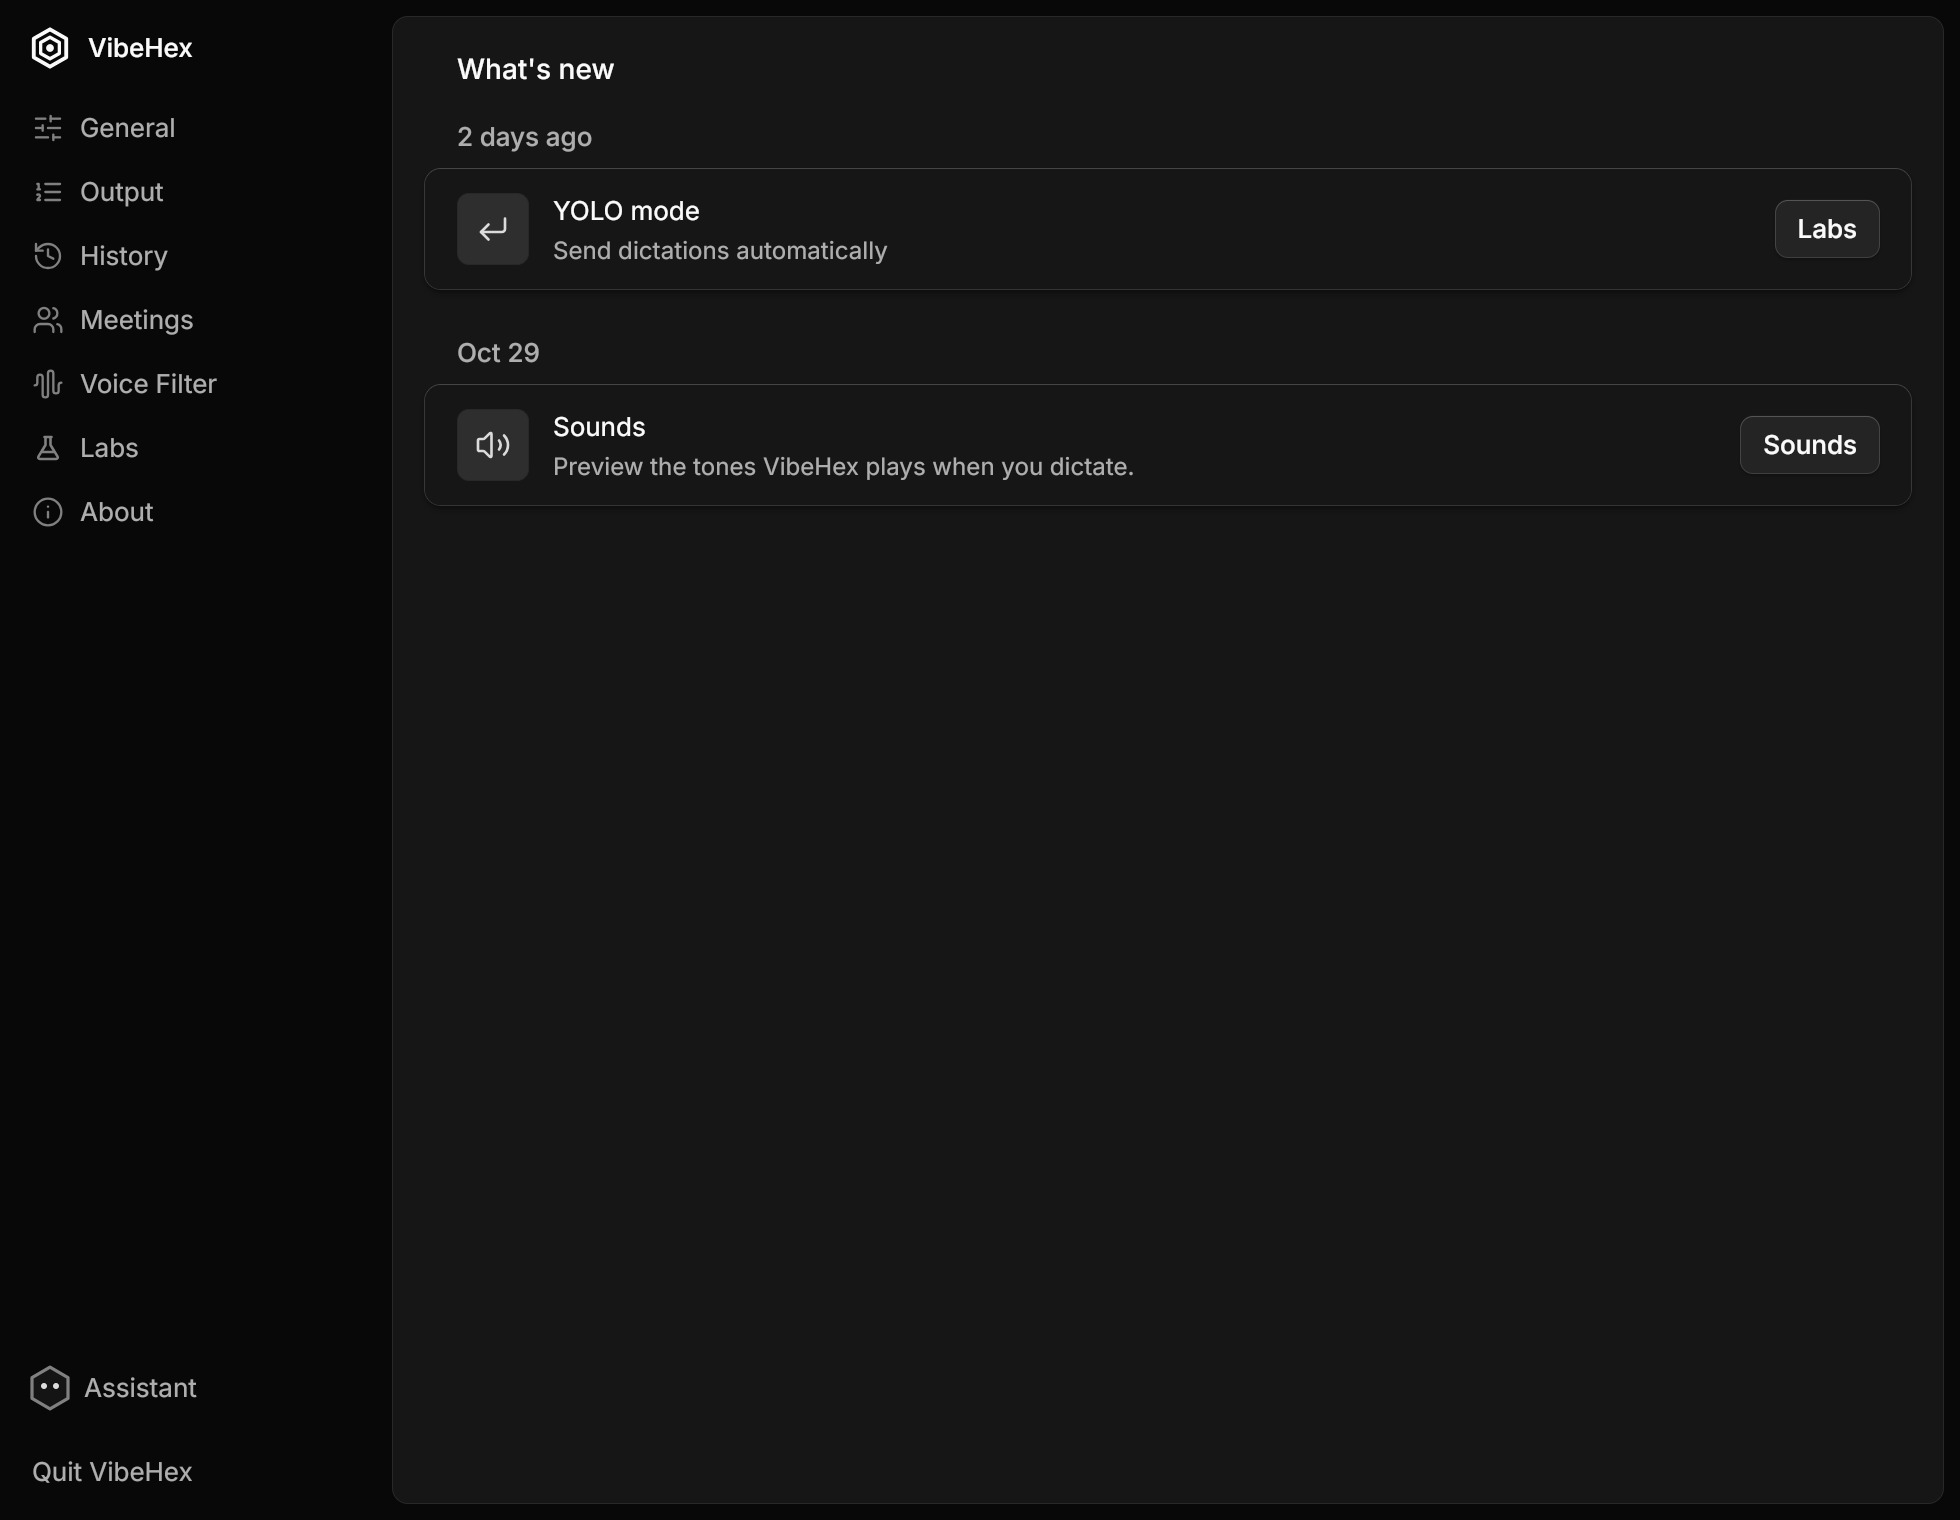 VibeHex
General
Output
History
Meetings
Voice Filter
Labs
About
Assistant
Quit VibeHex
What's new
2 days ago
YOLO mode
Send dictations automatically
Labs
Oct 29
Sounds
Preview the tones VibeHex plays when you dictate.
Sounds